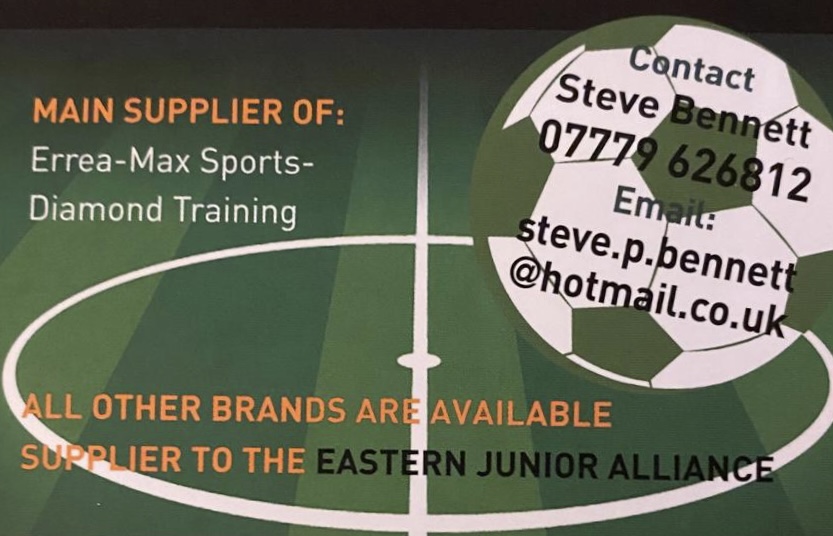 MAIN SUPPLIER OF:
Errea-Max Sports-
Diamond Training
Contact
Steve Bennett
07779 626812
Email:
steve.p.bennett
@hotmail.co.uk
ALL OTHER BRANDS ARE AVAILABLE
SUPPLIER TO THE EASTERN JUNIOR ALLIANCE